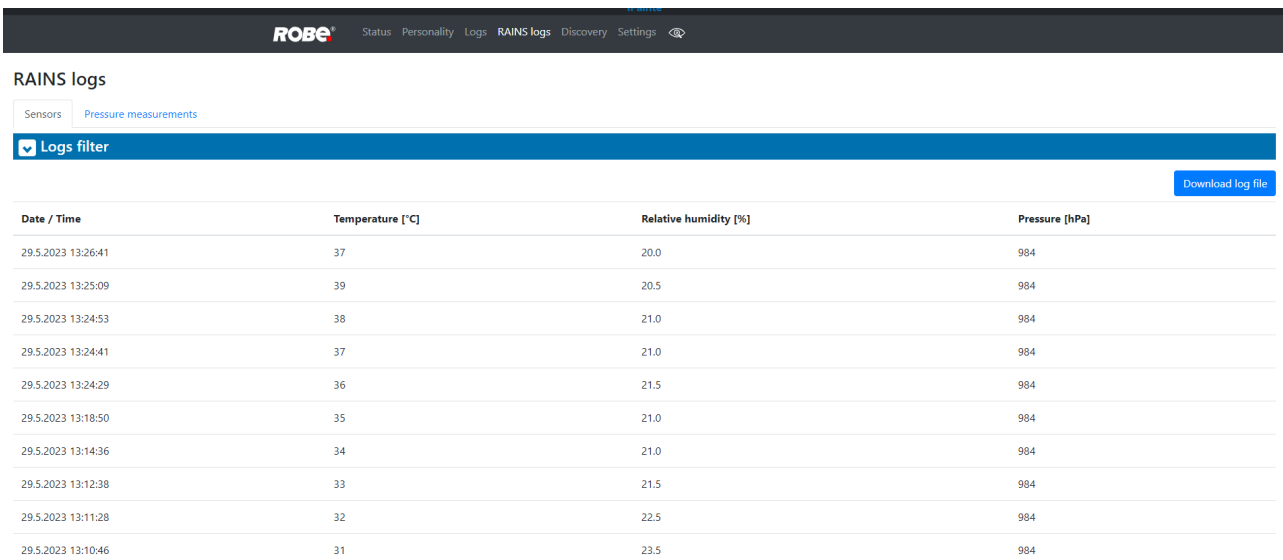 ROBE® Status Personality Logs RAINS logs Discovery Settings
RAINS logs
Sensors Pressure measurements
Logs filter
Download log file
Date / Time Temperature [°C] Relative humidity [%] Pressure [hPa]
29.5.2023 13:26:41 37 20.0 984
29.5.2023 13:25:09 39 20.5 984
29.5.2023 13:24:53 38 21.0 984
29.5.2023 13:24:41 37 21.0 984
29.5.2023 13:24:29 36 21.5 984
29.5.2023 13:18:50 35 21.0 984
29.5.2023 13:14:36 34 21.0 984
29.5.2023 13:12:38 33 21.5 984
29.5.2023 13:11:28 32 22.5 984
29.5.2023 13:10:46 31 23.5 984